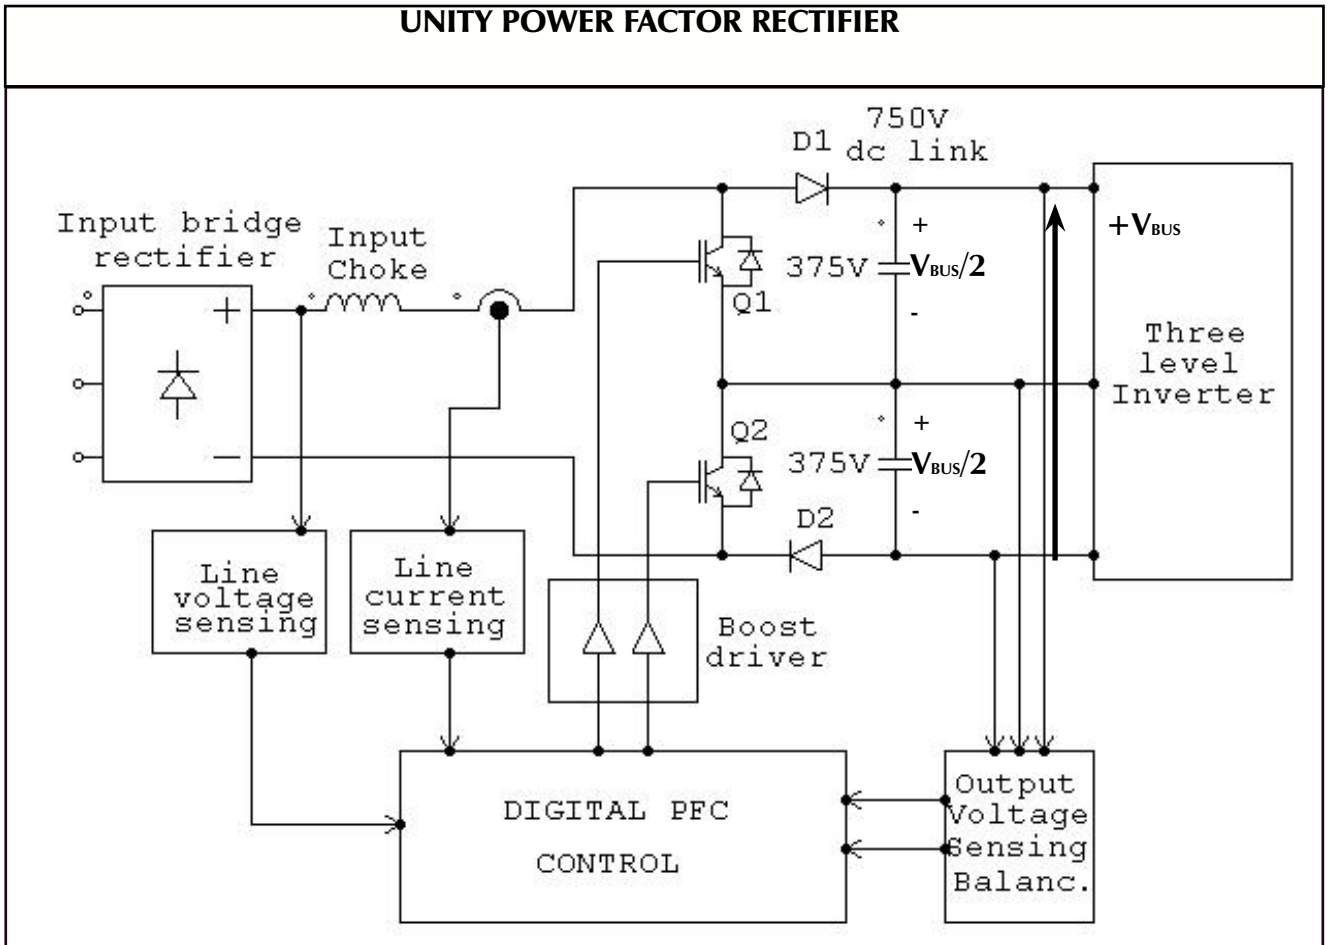 UNITY POWER FACTOR RECTIFIER
750V
dc link
D1
Input bridge
rectifier
Input
Choke
+
-
+
VBUS/2
-
375V
Q1
+VBUS
Three
level
Inverter
Q2
+
375V
VBUS/2
-
D2
Line
voltage
sensing
Line
current
sensing
Boost
driver
DIGITAL PFC
CONTROL
Output
Voltage
Sensing
Balanc.